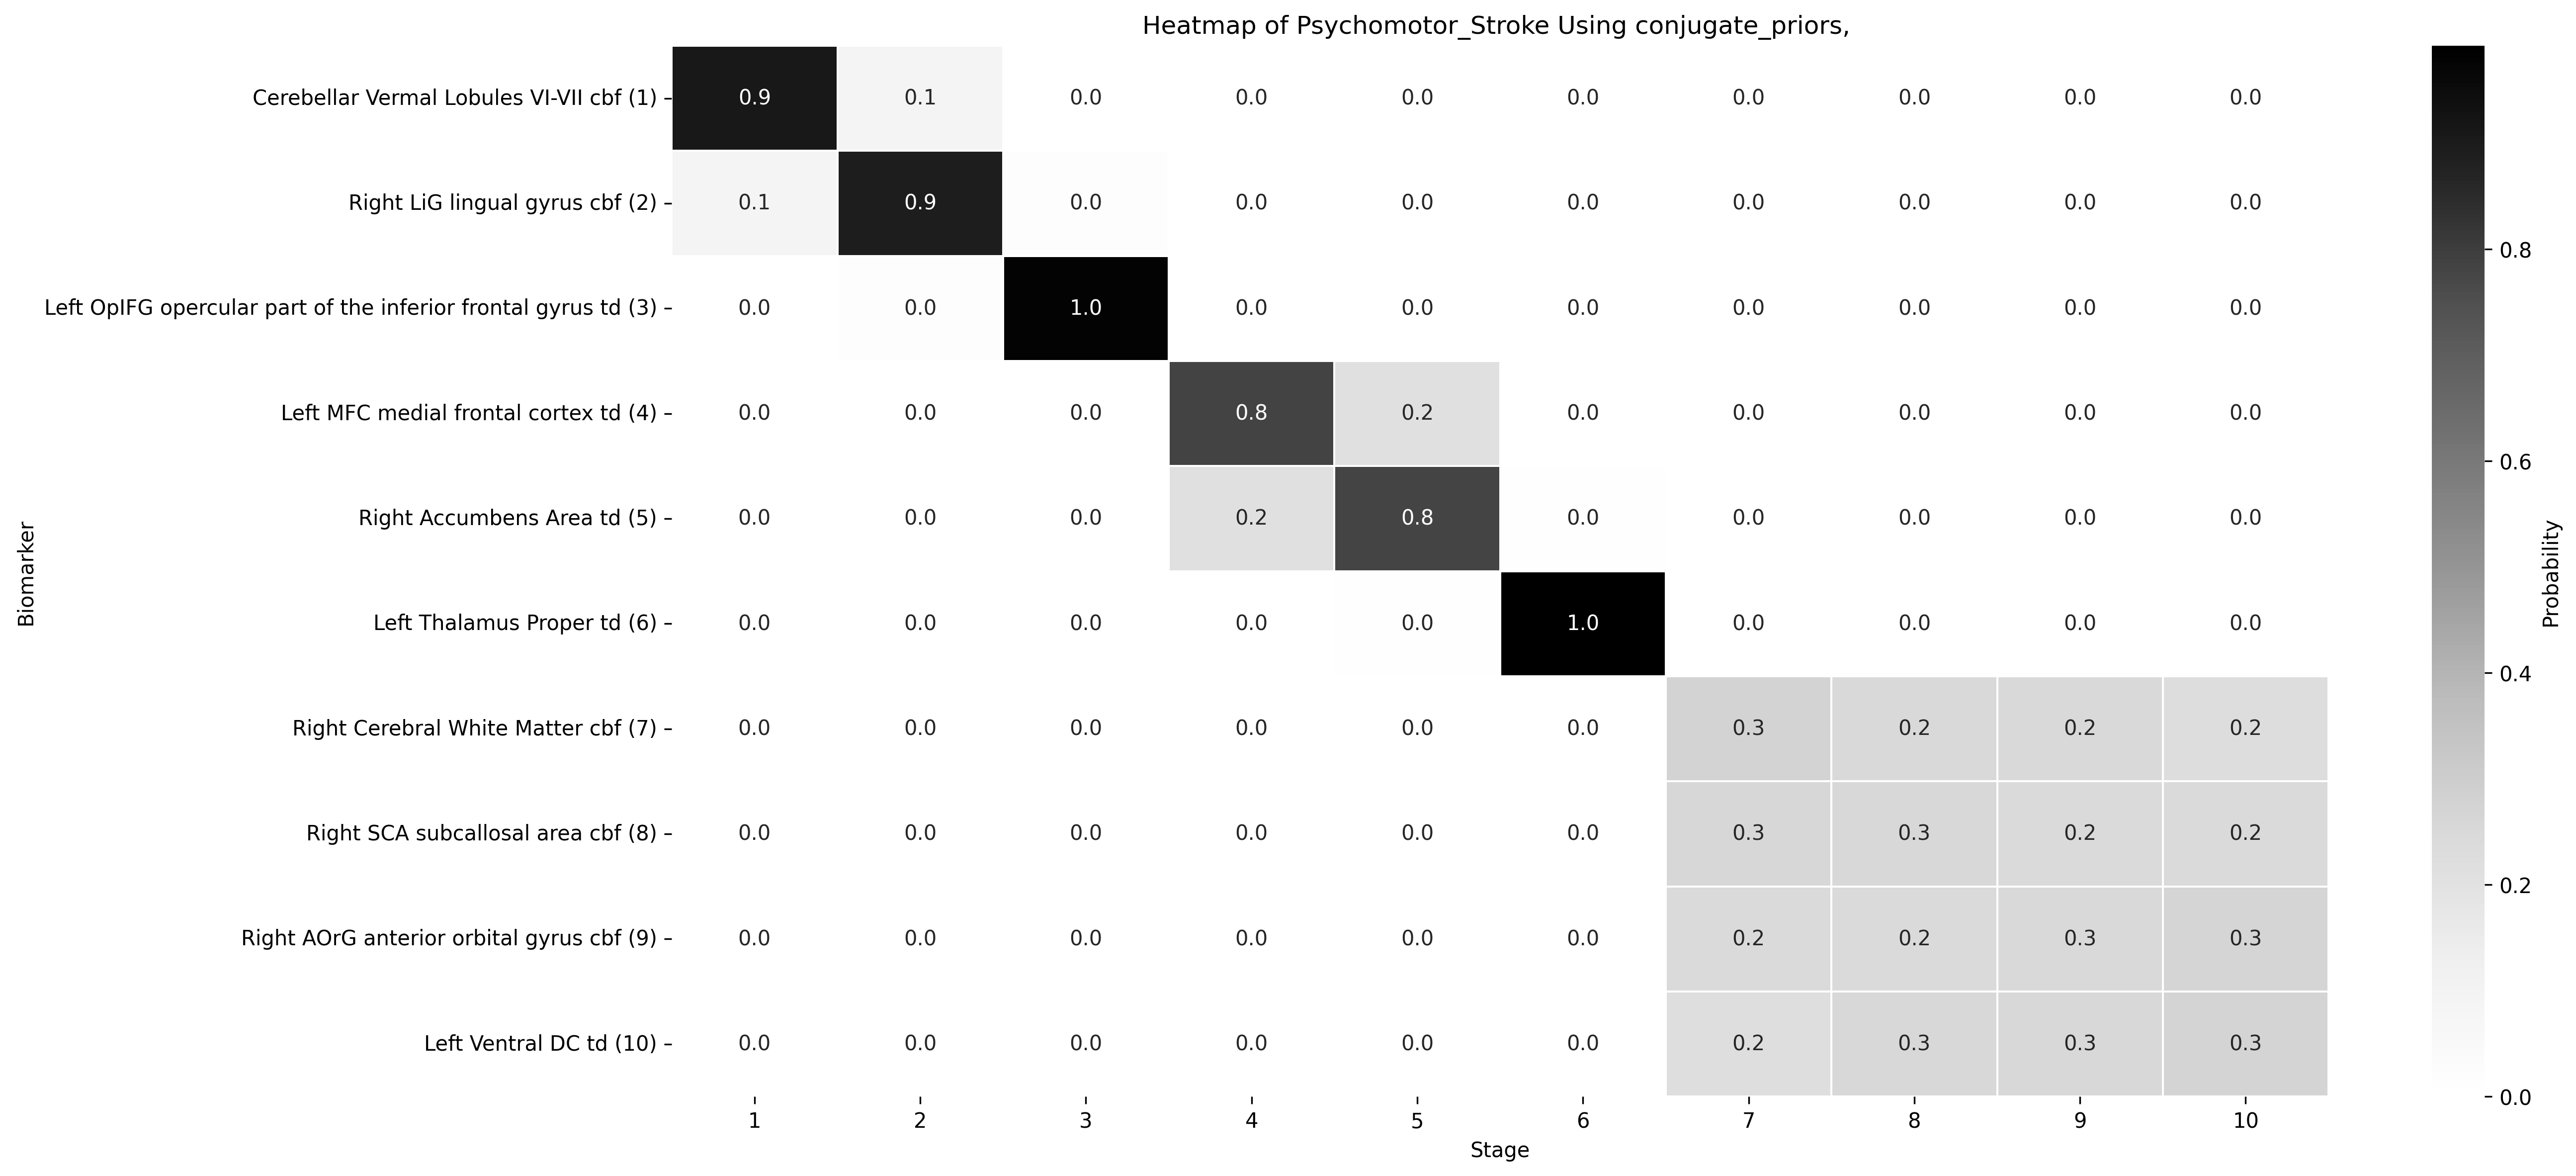 Heatmap of Psychomotor_Stroke Using conjugate_priors,
Biomarker
Cerebellar Vermal Lobules VI-VII cbf (1) 0.9 0.1 0.0 0.0 0.0 0.0 0.0 0.0 0.0 0.0
Right LiG lingual gyrus cbf (2) 0.1 0.9 0.0 0.0 0.0 0.0 0.0 0.0 0.0 0.0
Left OpIFG opercular part of the inferior frontal gyrus td (3) 0.0 0.0 1.0 0.0 0.0 0.0 0.0 0.0 0.0 0.0
Left MFC medial frontal cortex td (4) 0.0 0.0 0.0 0.8 0.2 0.0 0.0 0.0 0.0 0.0
Right Accumbens Area td (5) 0.0 0.0 0.0 0.2 0.8 0.0 0.0 0.0 0.0 0.0
Left Thalamus Proper td (6) 0.0 0.0 0.0 0.0 0.0 1.0 0.0 0.0 0.0 0.0
Right Cerebral White Matter cbf (7) 0.0 0.0 0.0 0.0 0.0 0.0 0.3 0.2 0.2 0.2
Right SCA subcallosal area cbf (8) 0.0 0.0 0.0 0.0 0.0 0.0 0.3 0.3 0.2 0.2
Right AOrG anterior orbital gyrus cbf (9) 0.0 0.0 0.0 0.0 0.0 0.0 0.2 0.2 0.3 0.3
Left Ventral DC td (10) 0.0 0.0 0.0 0.0 0.0 0.0 0.2 0.3 0.3 0.3
1 2 3 4 5 6 7 8 9 10
Stage
0.8
0.6
0.4
0.2
0.0
Probability